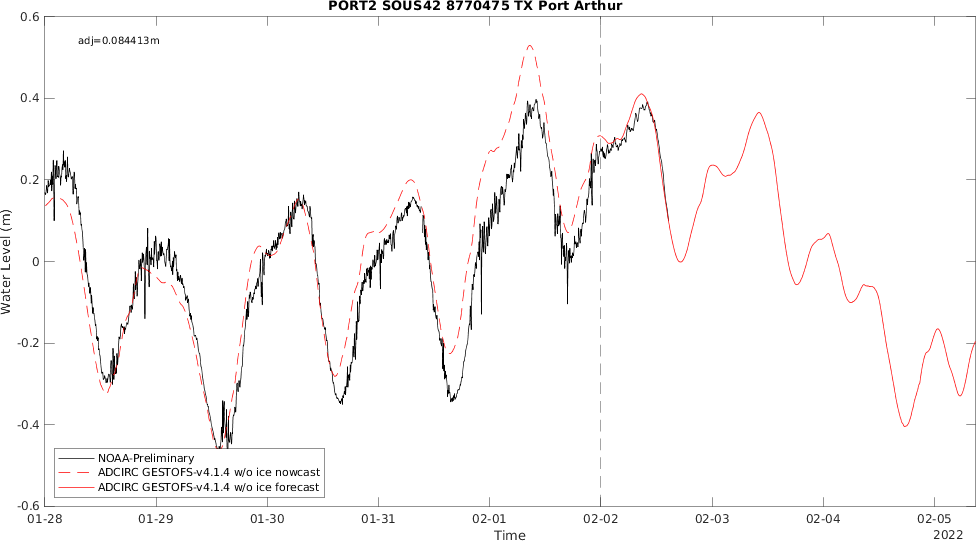 PORT2 SOUS42 8770475 TX Port Arthur
adj=0.084413m
0.6
0.4
0.2
0
-0.2
-0.4
-0.6
Water Level (m)
NOAA-Preliminary
ADCIRC GESTOFS-v4.1.4 w/o ice nowcast
ADCIRC GESTOFS-v4.1.4 w/o ice forecast
01-28 01-29 01-30 01-31 02-01 02-02 02-03 02-04 02-05
Time
2022